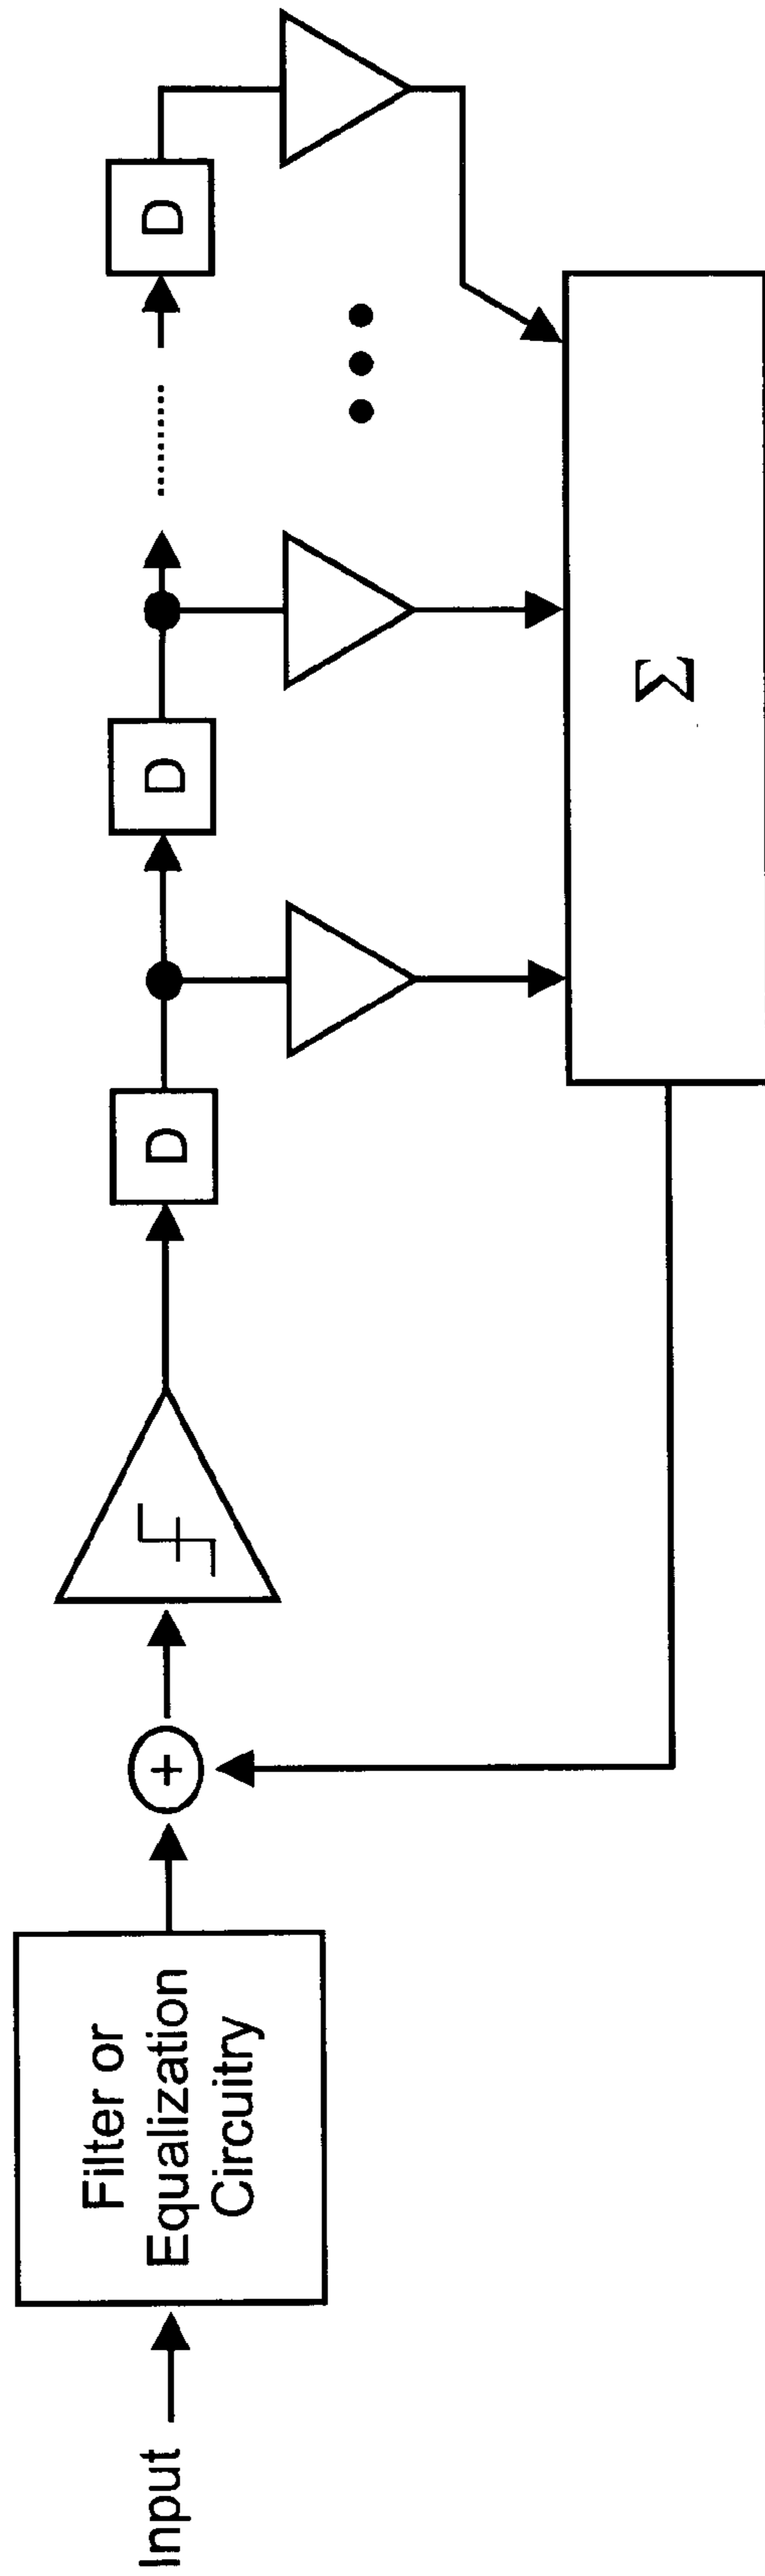 Input
Filter or
Equalization
Circuitry
+
D
D
D
Σ